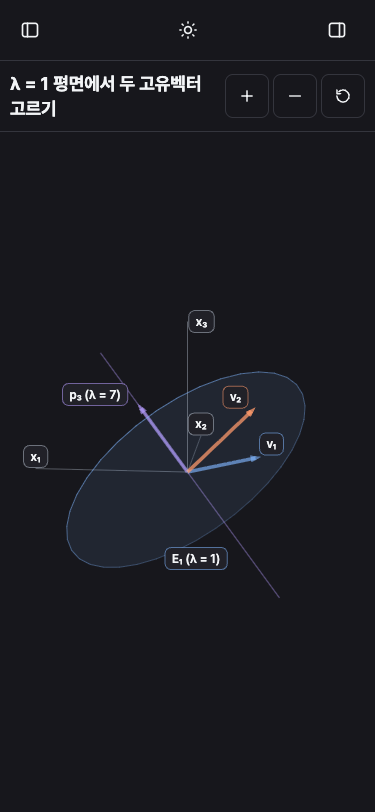 λ = 1 평면에서 두 고유벡터
고르기
x₃
p₃ (λ = 7)
v₂
x₂
v₁
x₁
E₁ (λ = 1)